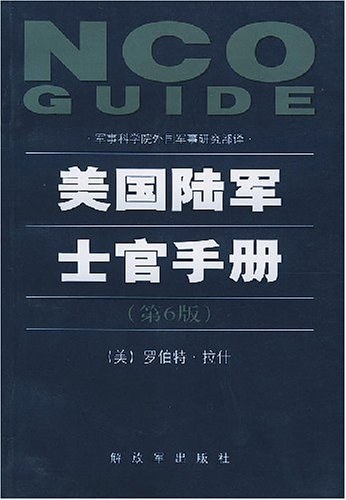 NCO
GUIDE
·军事科学院外国军事研究部译·
美国陆军
士官手册
(第6版)
(美)罗伯特·拉什
解放军出版社